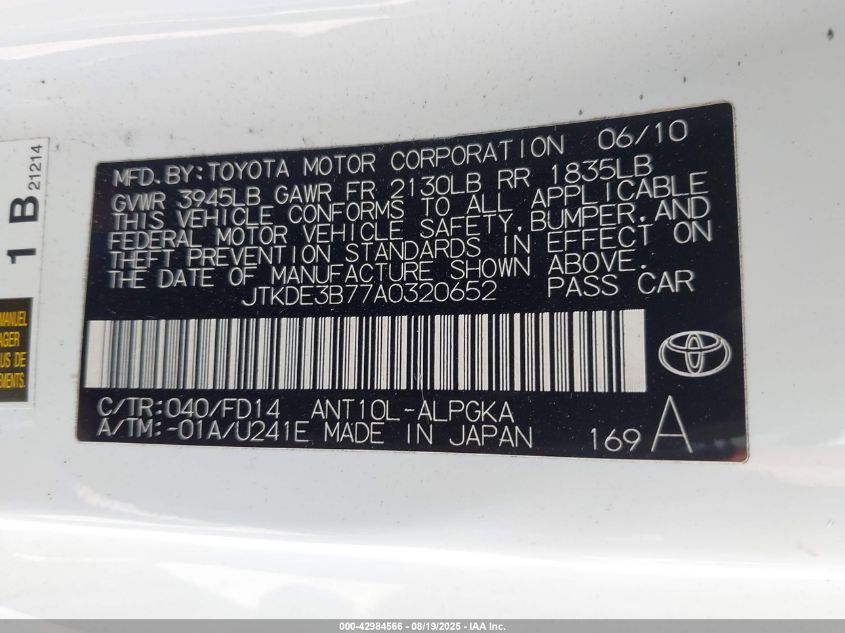 MFD. BY: TOYOTA MOTOR CORPORATION 06/10
GVWR 3945LB GAWR FR 2130LB RR 1835LB
THIS VEHICLE CONFORMS TO ALL APPLICABLE
FEDERAL MOTOR VEHICLE SAFETY, BUMPER, AND
THEFT PREVENTION STANDARDS IN EFFECT ON
THE DATE OF MANUFACTURE SHOWN ABOVE.
JTKDE3B77A0320652 PASS CAR
C/TR: 040/FD14 ANT10L-ALPGKA
A/TM: -01A/U241E MADE IN JAPAN 169 A
1 B 21214
MANUEL
US DE
000-42984566 - 08/19/2025 - IAA Inc.